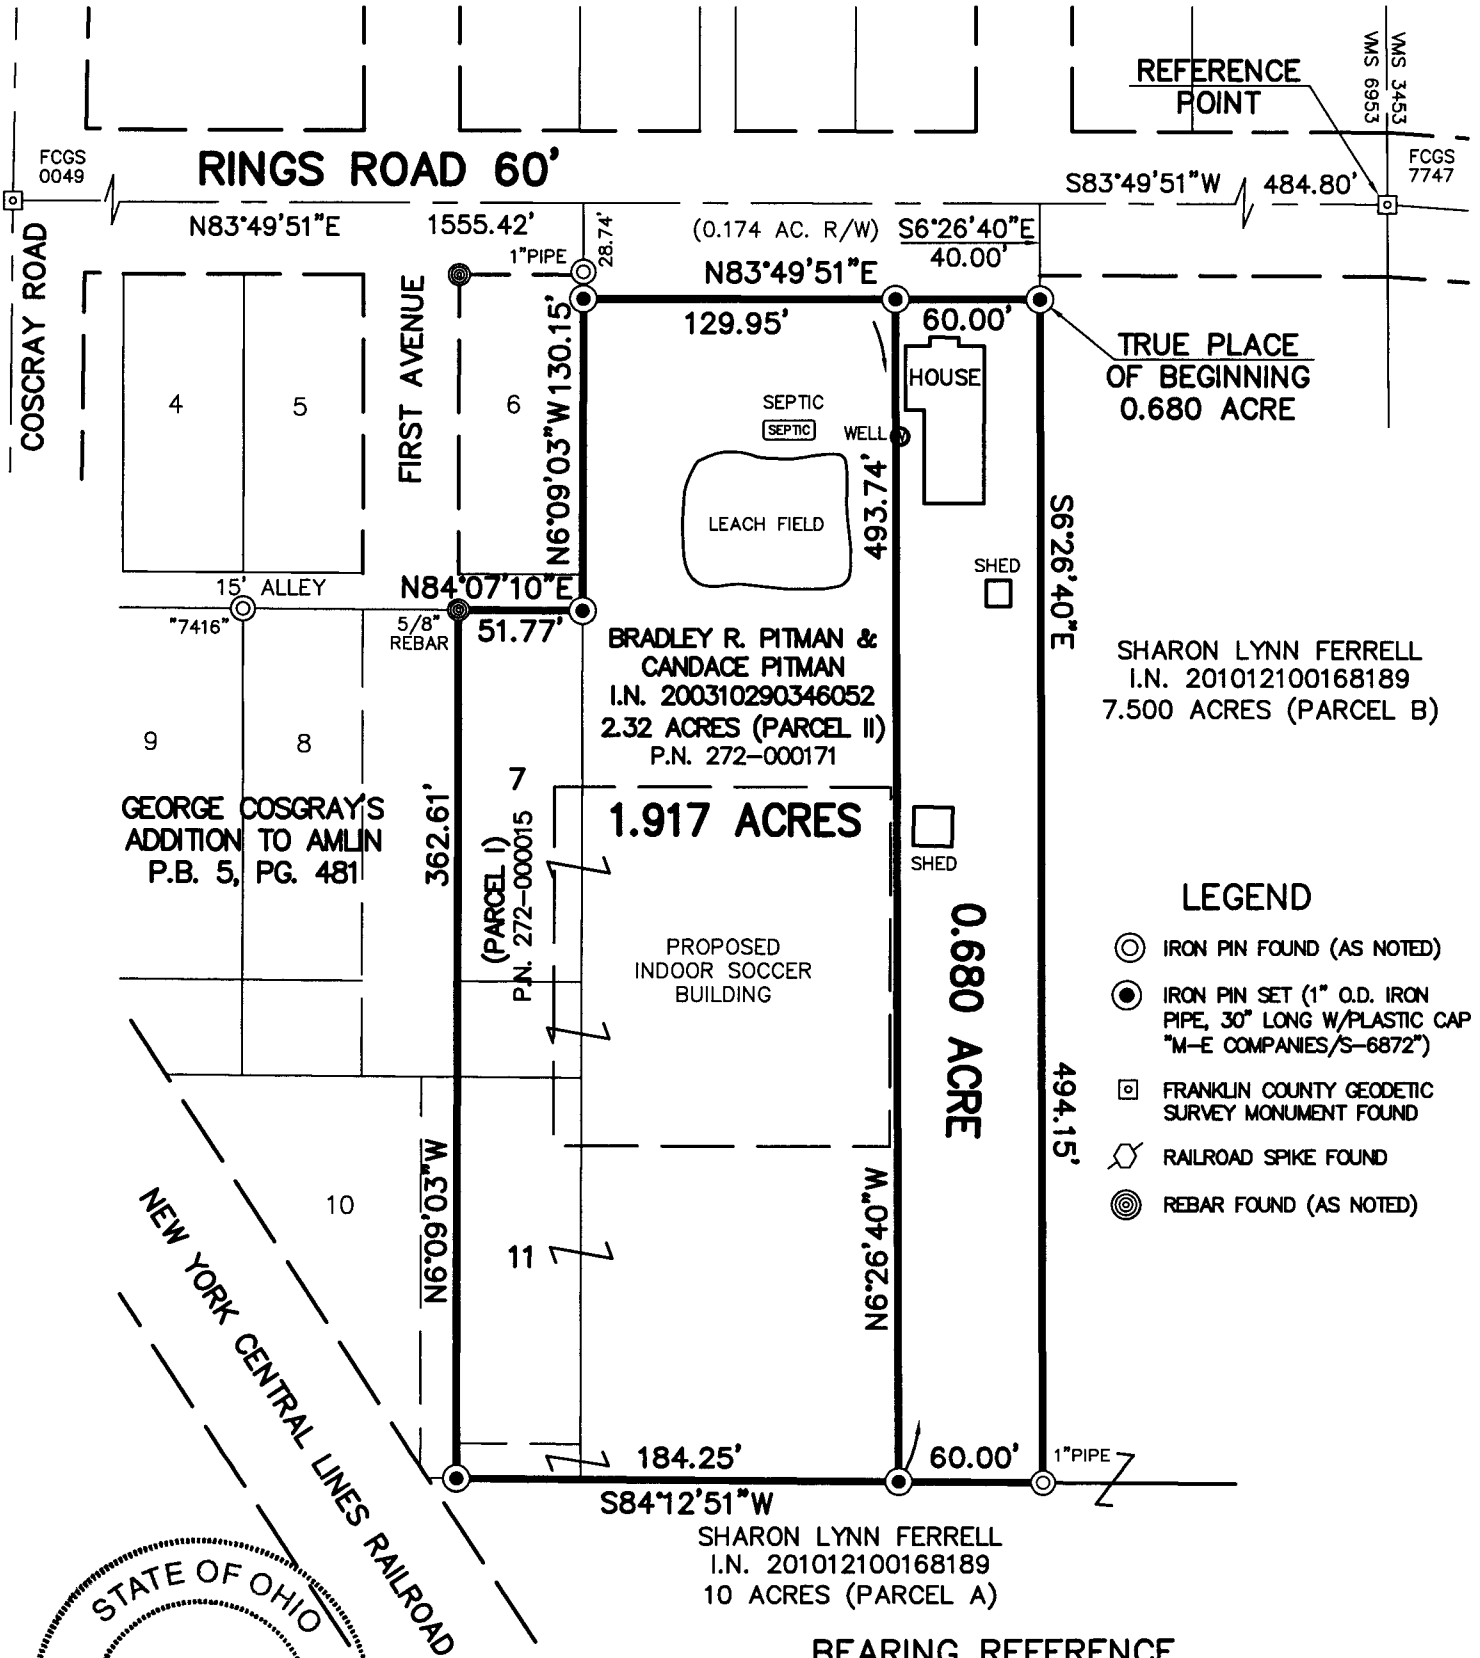 REFERENCE
POINT
VMS 3453
VMS 6953
FCGS
0049
RINGS ROAD 60'
FCGS
7747
S83°49'51"W 484.80'
N83°49'51"E 1555.42'
28.74'
(0.174 AC. R/W)
S6°26'40"E
40.00'
1"PIPE
N83°49'51"E
129.95'
60.00'
COSCRAY ROAD
FIRST AVENUE
N6°09'03"W 130.15'
TRUE PLACE
OF BEGINNING
0.680 ACRE
HOUSE
4
5
6
SEPTIC
SEPTIC
WELL
W
493.74'
LEACH FIELD
S6°26'40"E
SHED
15' ALLEY
N84°07'10"E
"7416"
5/8"
REBAR
51.77'
BRADLEY R. PITMAN &
CANDACE PITMAN
I.N. 200310290346052
2.32 ACRES (PARCEL II)
P.N. 272-000171
SHARON LYNN FERRELL
I.N. 201012100168189
7.500 ACRES (PARCEL B)
9
8
7
GEORGE COSGRAY'S
ADDITION TO AMLIN
P.B. 5, PG. 481
362.61'
(PARCEL I)
P.N. 272-000015
1.917 ACRES
SHED
PROPOSED
INDOOR SOCCER
BUILDING
0.680 ACRE
LEGEND
IRON PIN FOUND (AS NOTED)
IRON PIN SET (1" O.D. IRON
PIPE, 30" LONG W/PLASTIC CAP
"M-E COMPANIES/S-6872")
FRANKLIN COUNTY GEODETIC
SURVEY MONUMENT FOUND
RAILROAD SPIKE FOUND
REBAR FOUND (AS NOTED)
494.15'
N6°09'03"W
N6°26'40"W
10
11
NEW YORK CENTRAL LINES RAILROAD
184.25'
60.00'
1"PIPE
S84°12'51"W
SHARON LYNN FERRELL
I.N. 201012100168189
10 ACRES (PARCEL A)
STATE OF OHIO
BEARING REFERENCE